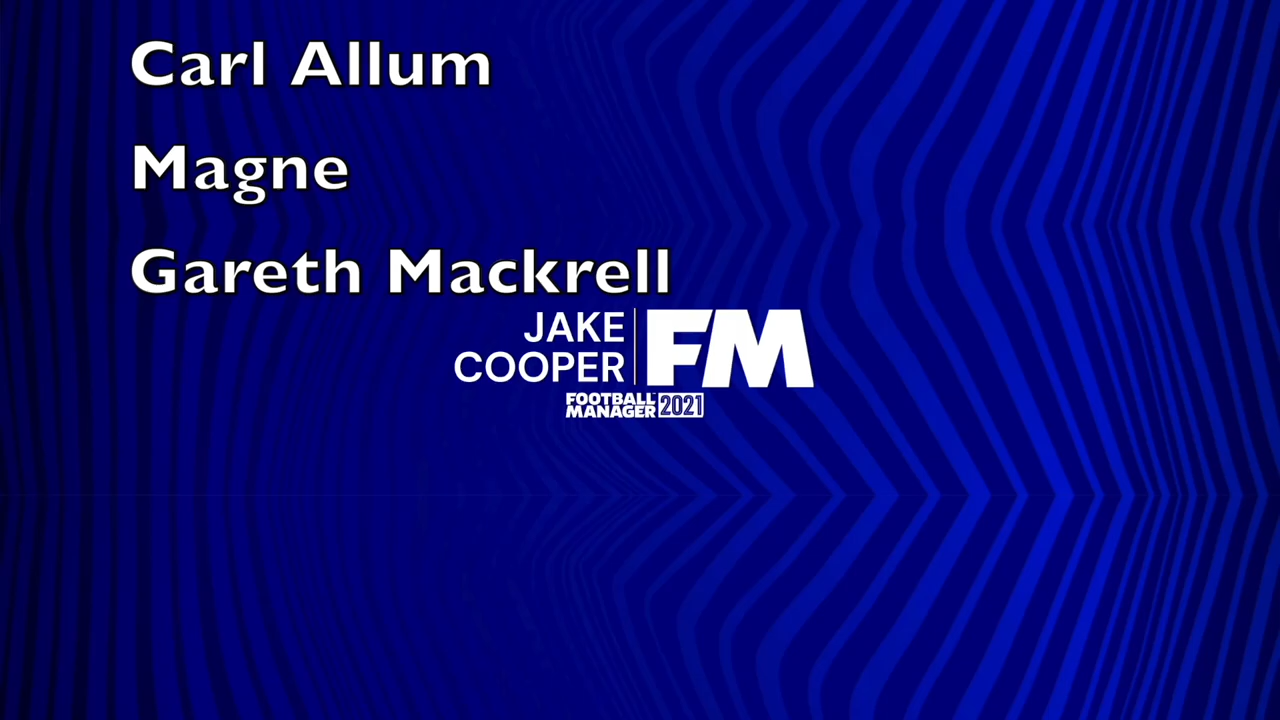 Carl Allum
Magne
Gareth Mackrell
JAKE
COOPER
FM
FOOTBALL
MANAGER
2021